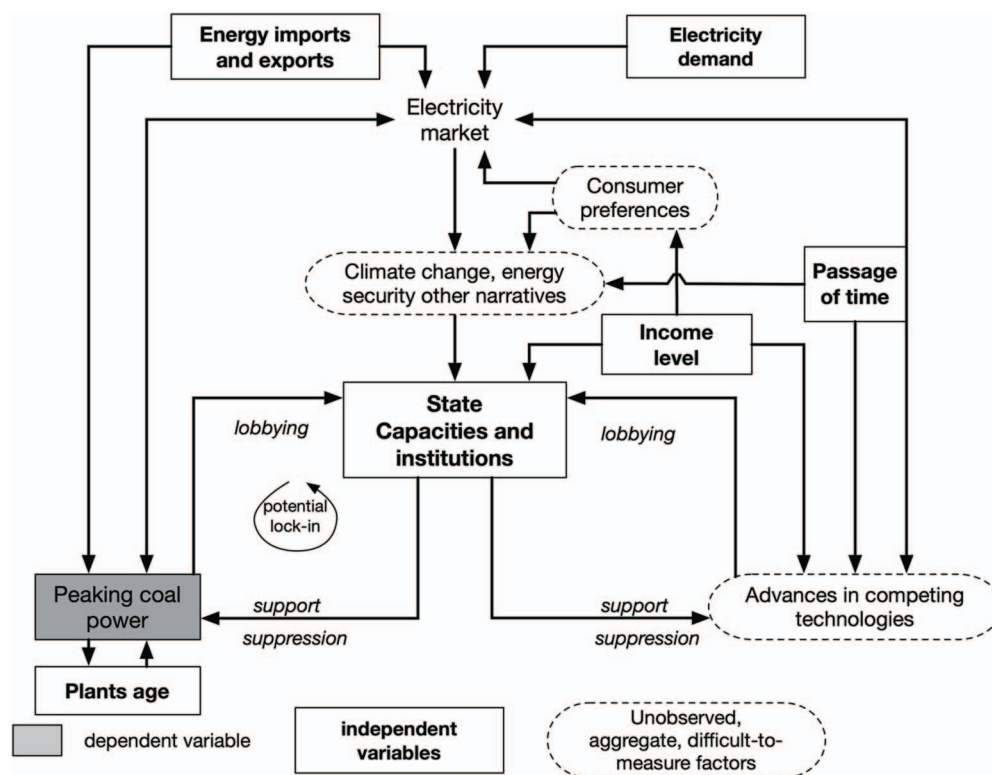 Energy imports
and exports
Electricity
demand
Electricity
market
Consumer
preferences
Climate change, energy
security other narratives
Passage
of time
Income
level
State
Capacities and
institutions
lobbying
lobbying
potential
lock-in
Peaking coal
power
support
suppression
support
suppression
Advances in competing
technologies
Plants age
dependent variable
independent
variables
Unobserved,
aggregate, difficult-to-
measure factors